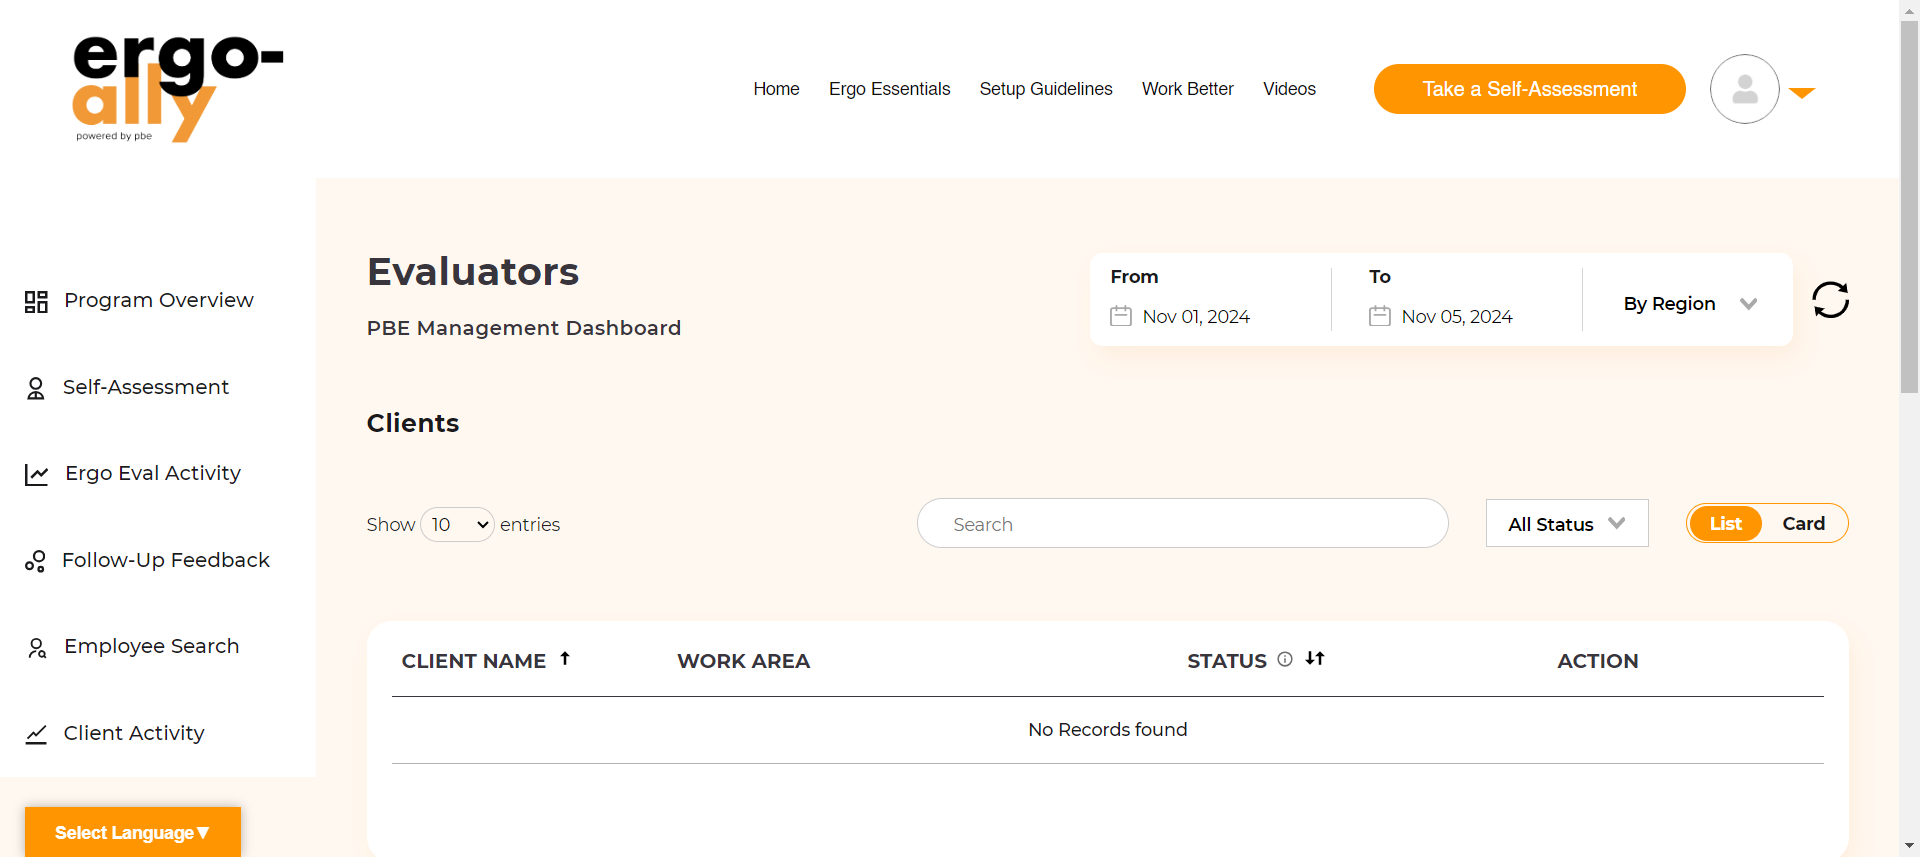 ergo-
ally
powered by pbe
Home Ergo Essentials Setup Guidelines Work Better Videos Take a Self-Assessment
Program Overview
Self-Assessment
Ergo Eval Activity
Follow-Up Feedback
Employee Search
Client Activity
Select Language▼
Evaluators
PBE Management Dashboard
From To
Nov 01, 2024 Nov 05, 2024 By Region
Clients
Show 10 entries Search All Status List Card
CLIENT NAME WORK AREA STATUS ACTION
No Records found